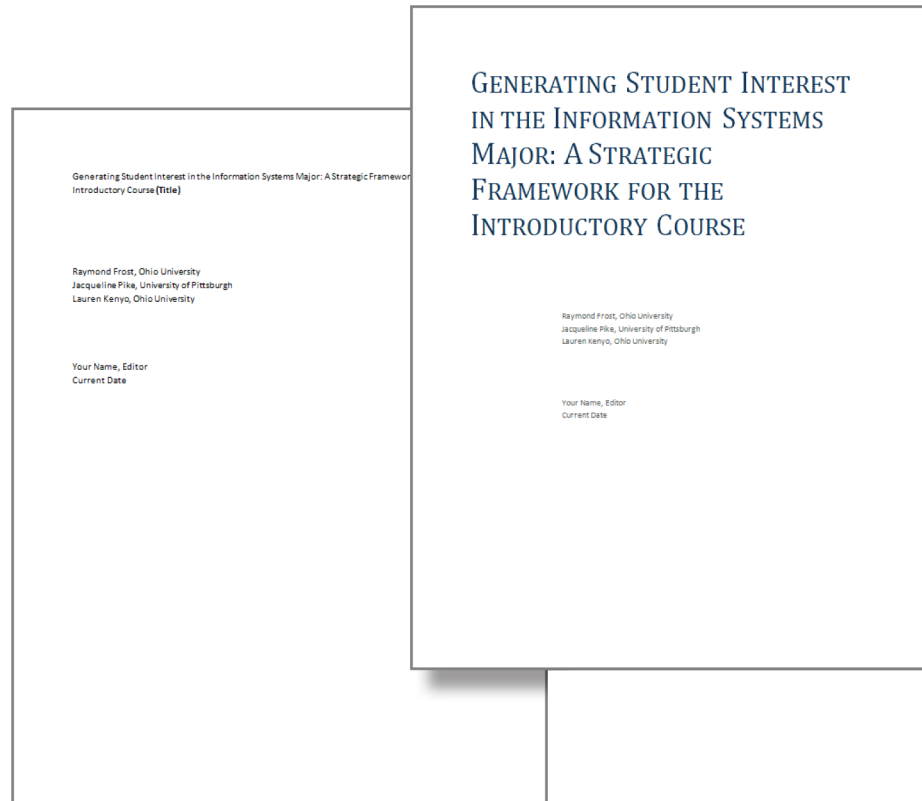 Generating Student Interest in the Information Systems Major: A Strategic
Introductory Course (Title)
Raymond Frost, Ohio University
Jacqueline Pike, University of Pittsburgh
Lauren Kenyo, Ohio University
Your Name, Editor
Current Date
GENERATING STUDENT INTEREST
IN THE INFORMATION SYSTEMS
MAJOR: A STRATEGIC
FRAMEWORK FOR THE
INTRODUCTORY COURSE
Raymond Frost, Ohio University
Jacqueline Pike, University of Pittsburgh
Lauren Kenyo, Ohio University
Your Name, Editor
Current Date